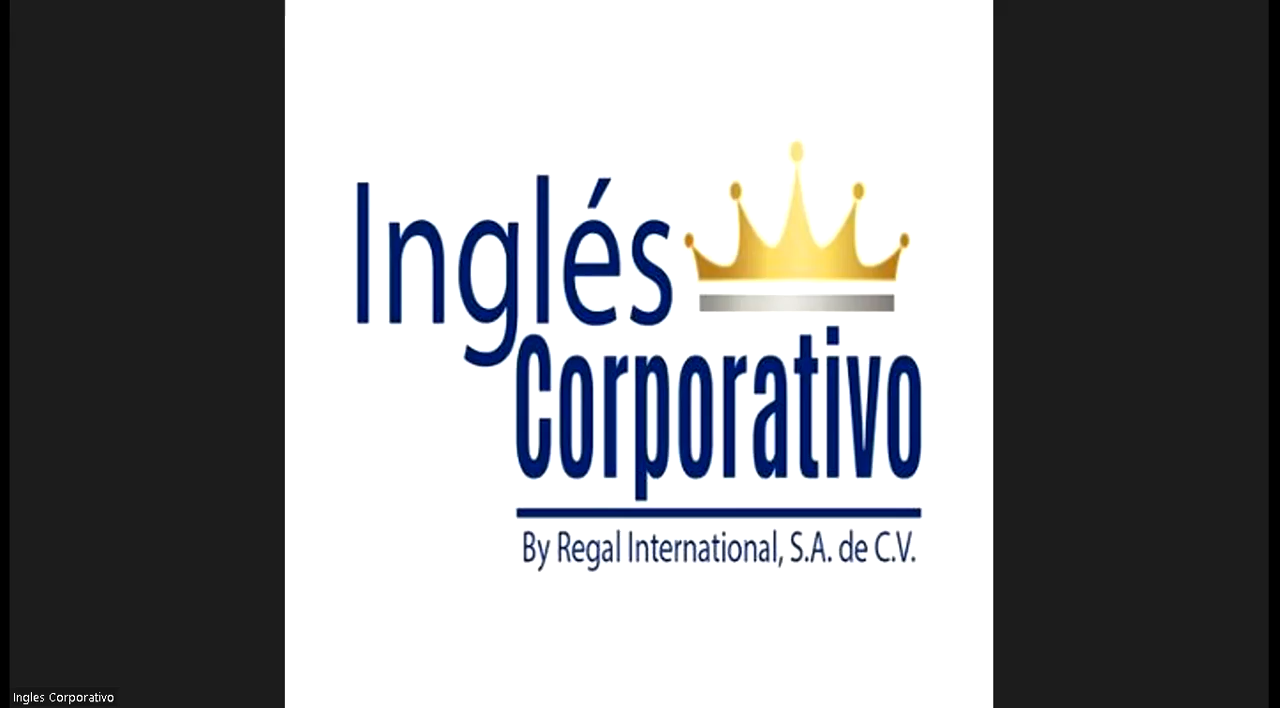 Inglés
Corporativo
By Regal International, S.A. de C.V.
Ingles Corporativo